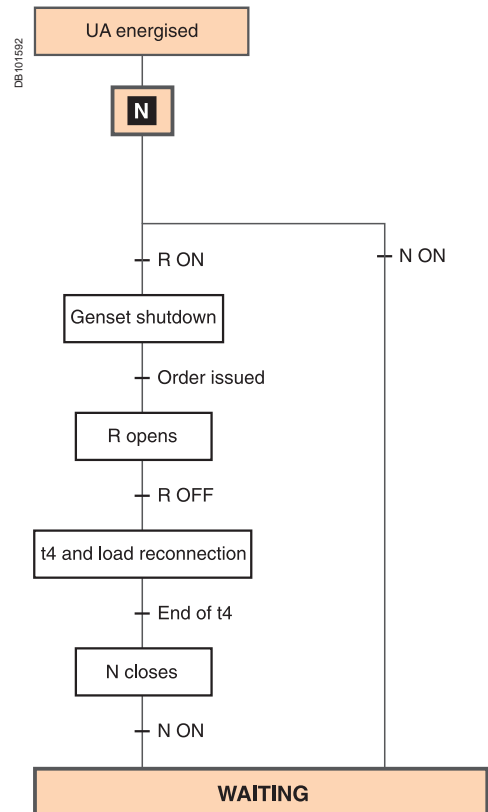 UA energised
DB101592
N
R ON
N ON
Genset shutdown
Order issued
R opens
R OFF
t4 and load reconnection
End of t4
N closes
N ON
WAITING